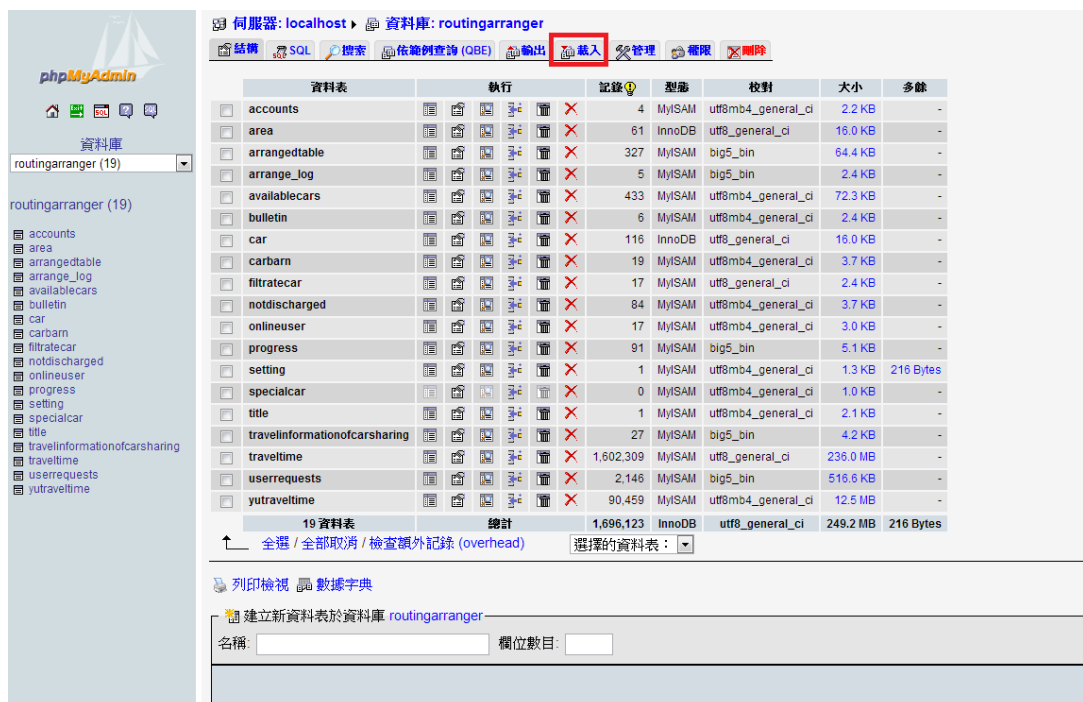 phpMyAdmin
資料庫
routingarranger (19)
routingarranger (19)
accounts
area
arrangedtable
arrange_log
availablecars
bulletin
car
carbarn
filtratecar
notdischarged
onlineuser
progress
setting
specialcar
title
travelinformationofcarsharing
traveltime
userrequests
yutraveltime
伺服器: localhost ▸ 資料庫: routingarranger
結構 SQL 搜索 依範例查詢 (QBE) 輸出 載入 管理 權限 刪除
資料表 執行 記錄 型態 校對 大小 多餘
accounts 4 MyISAM utf8mb4_general_ci 2.2 KB -
area 61 InnoDB utf8_general_ci 16.0 KB -
arrangedtable 327 MyISAM big5_bin 64.4 KB -
arrange_log 5 MyISAM big5_bin 2.4 KB -
availablecars 433 MyISAM utf8mb4_general_ci 72.3 KB -
bulletin 6 MyISAM utf8mb4_general_ci 2.4 KB -
car 116 InnoDB utf8_general_ci 16.0 KB -
carbarn 19 MyISAM utf8mb4_general_ci 3.7 KB -
filtratecar 17 MyISAM utf8_general_ci 2.4 KB -
notdischarged 84 MyISAM utf8mb4_general_ci 3.7 KB -
onlineuser 17 MyISAM utf8mb4_general_ci 3.0 KB -
progress 91 MyISAM big5_bin 5.1 KB -
setting 1 MyISAM utf8mb4_general_ci 1.3 KB 216 Bytes
specialcar 0 MyISAM utf8mb4_general_ci 1.0 KB -
title 1 MyISAM utf8mb4_general_ci 2.1 KB -
travelinformationofcarsharing 27 MyISAM big5_bin 4.2 KB -
traveltime 1,602,309 MyISAM utf8_general_ci 236.0 MB -
userrequests 2,146 MyISAM big5_bin 516.6 KB -
yutraveltime 90,459 MyISAM utf8mb4_general_ci 12.5 MB -
19 資料表 總計 1,696,123 InnoDB utf8_general_ci 249.2 MB 216 Bytes
全選 / 全部取消 / 檢查額外記錄 (overhead) 選擇的資料表：
列印檢視 數據字典
建立新資料表於資料庫 routingarranger
名稱: 欄位數目: